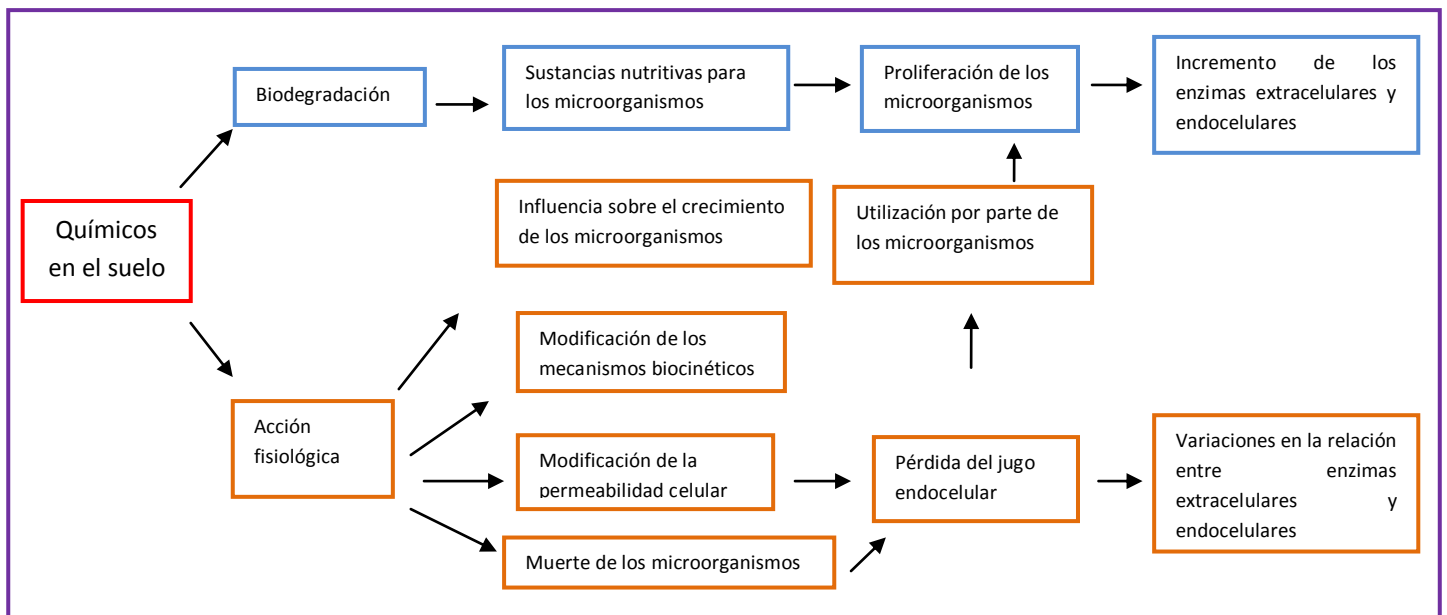 Biodegradación
Sustancias nutritivas para
los microorganismos
Proliferación de los
microorganismos
Incremento de los
enzimas extracelulares y
endocelulares
Químicos
en el suelo
Influencia sobre el crecimiento
de los microorganismos
Utilización por parte de
los microorganismos
Modificación de los
mecanismos biocinéticos
Acción
fisiológica
Modificación de la
permeabilidad celular
Pérdida del jugo
endocelular
Variaciones en la relación
entre enzimas
extracelulares y
endocelulares
Muerte de los microorganismos